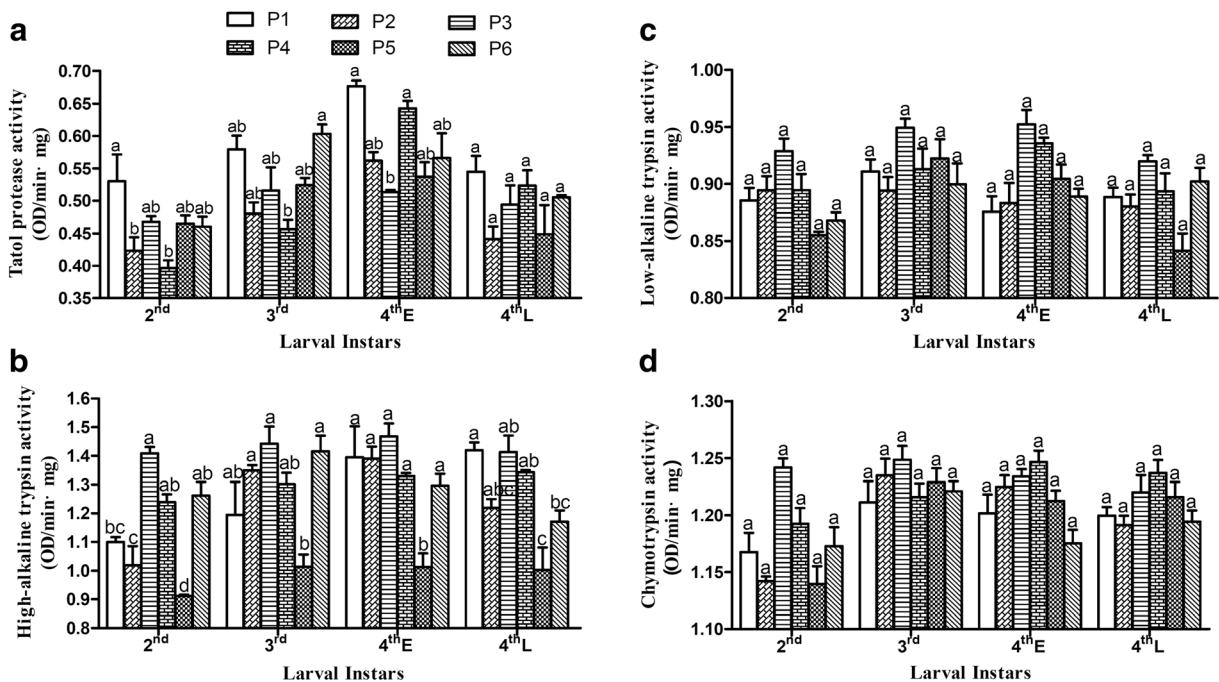 a
P1 P2 P3
P4 P5 P6
Tatol protease activity
(OD/min· mg)
0.70
0.65
0.60
0.55
0.50
0.45
0.40
0.35
a b ab b ab ab
ab ab ab b ab a
a ab b a ab ab
a a a a a a
2nd 3rd 4thE 4thL
Larval Instars
c
Low-alkaline trypsin activity
(OD/min· mg)
1.00
0.95
0.90
0.85
0.80
a a a a a a
a a a a a a
a a a a a a
a a a a a a
2nd 3rd 4thE 4thL
Larval Instars
b
High-alkaline trypsin activity
(OD/min· mg)
1.6
1.5
1.4
1.3
1.2
1.1
1.0
0.9
0.8
bc c a ab d ab
ab a a ab b a
a a a ab b ab
a abc ab ab c bc
2nd 3rd 4thE 4thL
Larval Instars
d
Chymotrypsin activity
(OD/min· mg)
1.30
1.25
1.20
1.15
1.10
a a a a a a
a a a a a a
a a a a a a
a a a a a a
2nd 3rd 4thE 4thL
Larval Instars